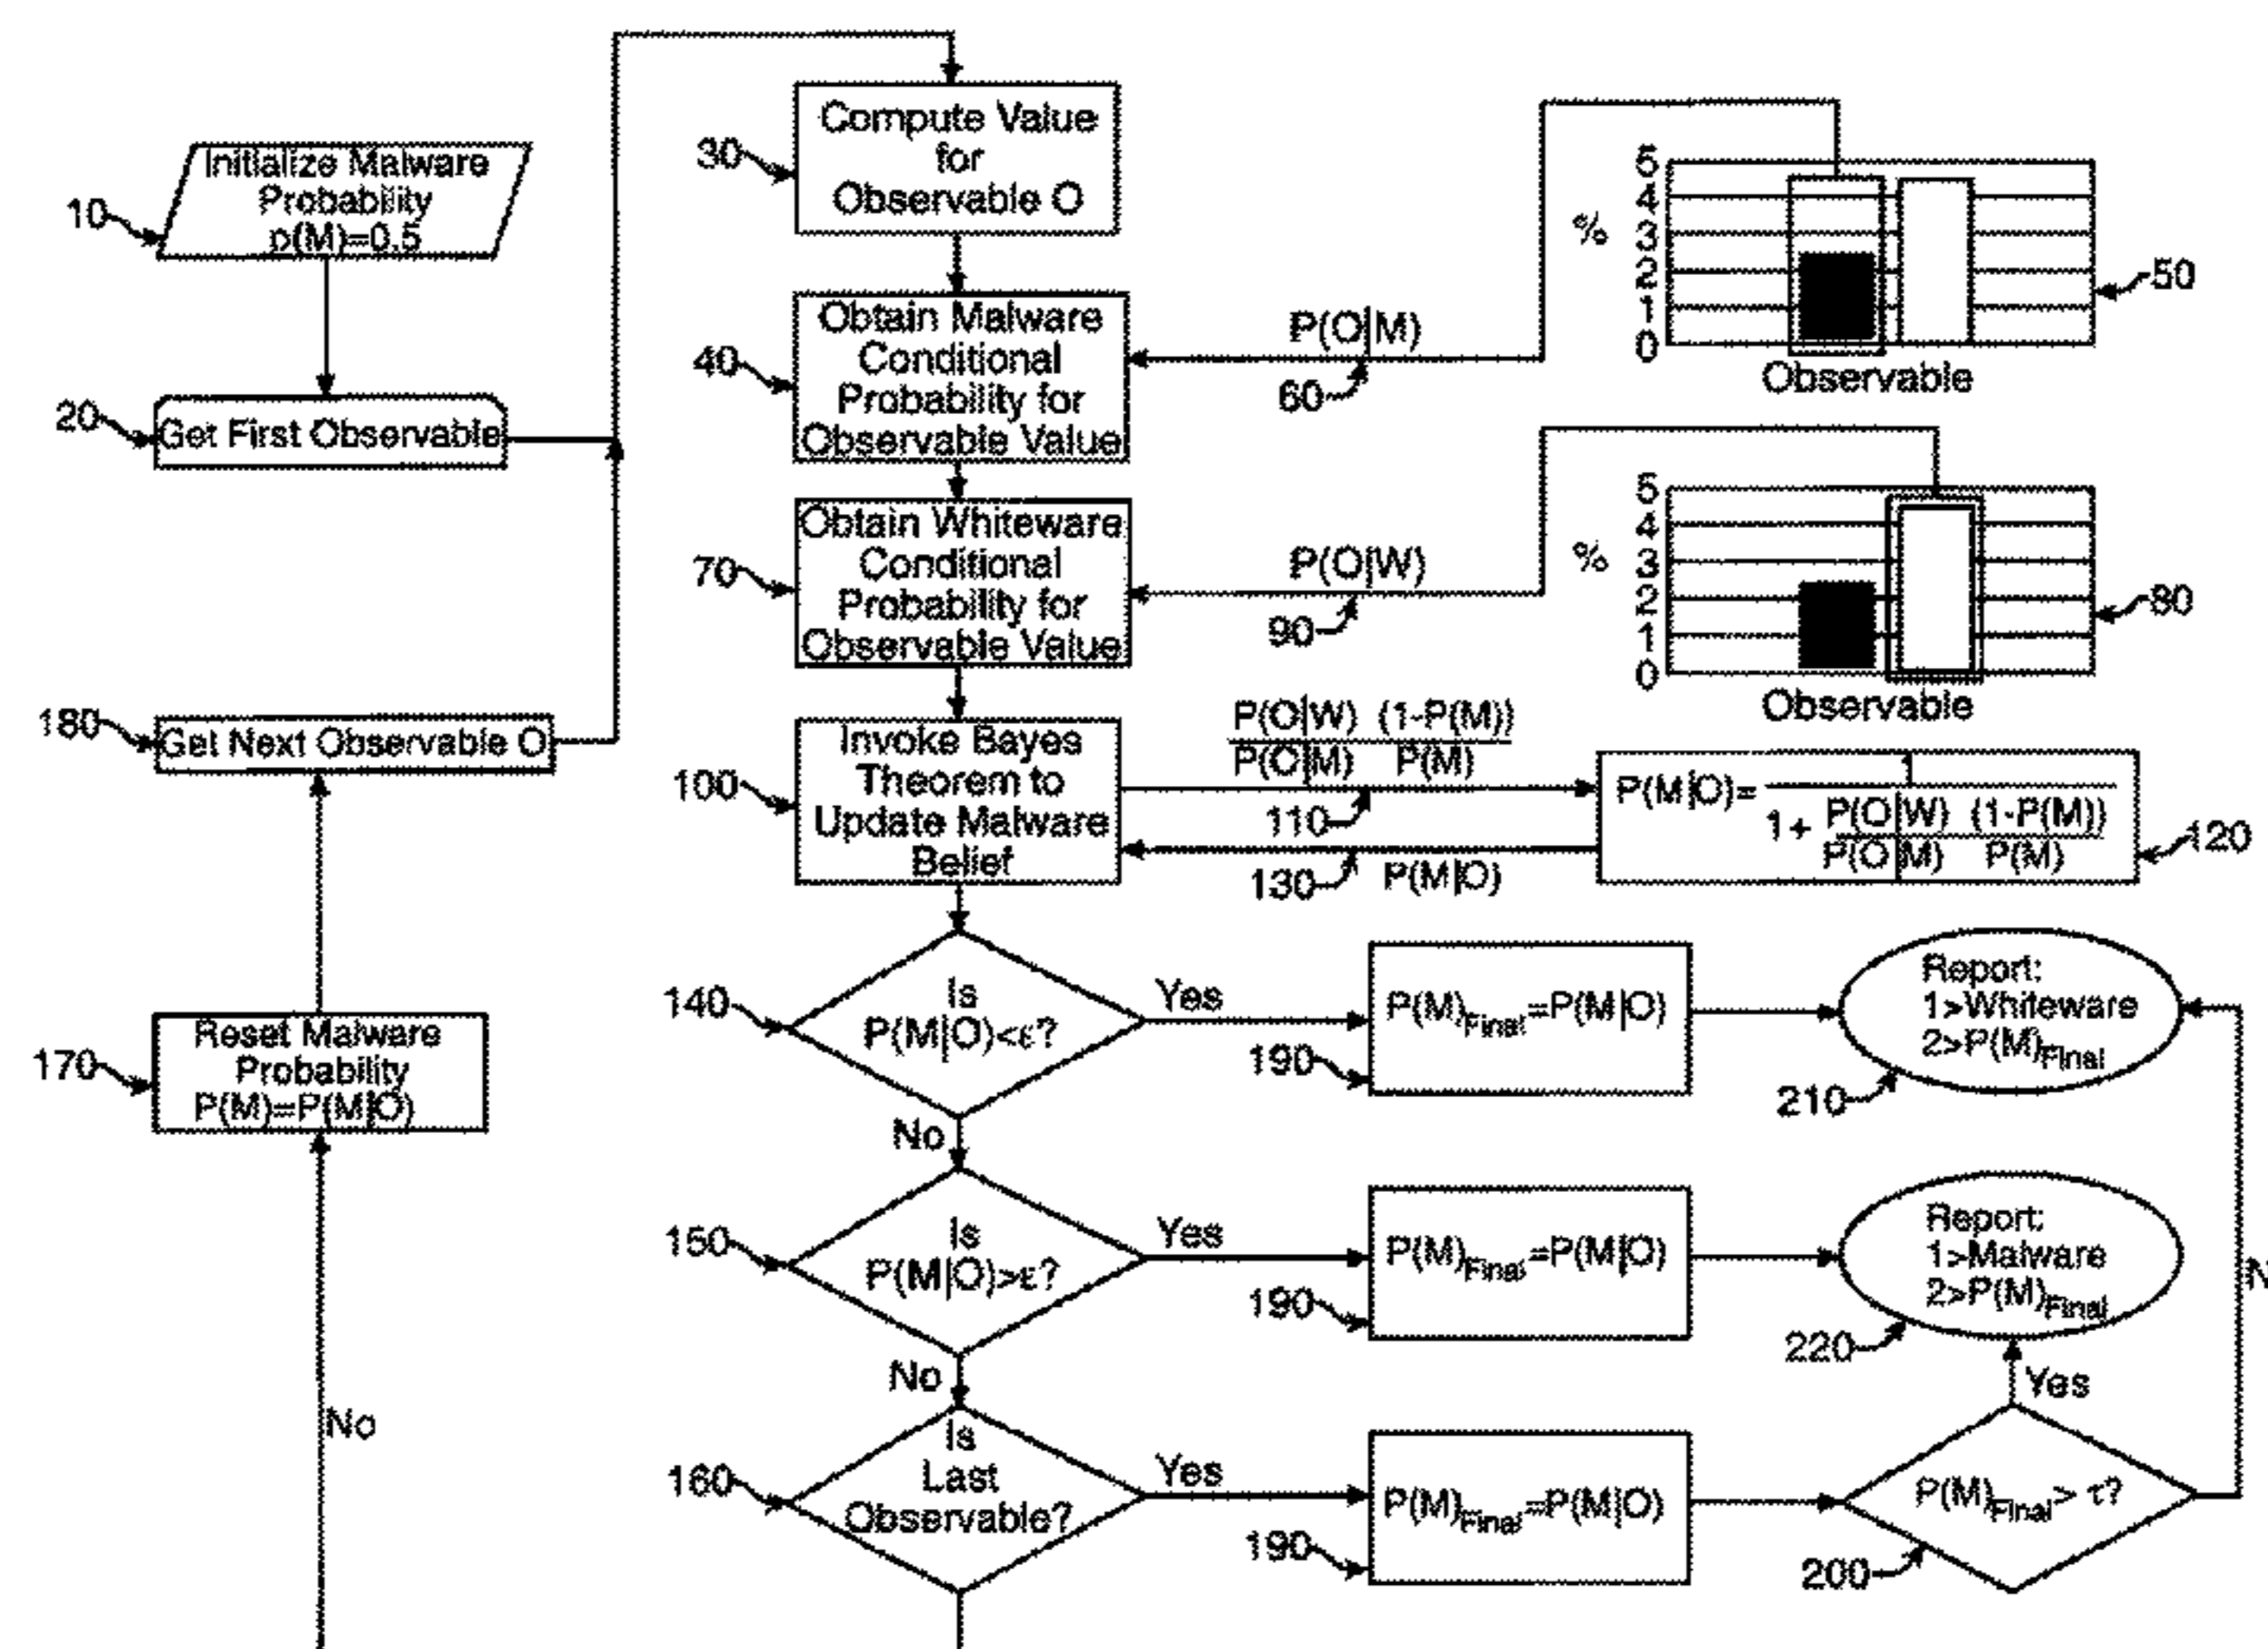 10
Initialize Malware
Probability
p(M)=0.5
20
Get First Observable
30
Compute Value
for
Observable O
40
Obtain Malware
Conditional
Probability for
Observable Value
P(O|M)
60
%
5
4
3
2
1
0
Observable
50
70
Obtain Whiteware
Conditional
Probability for
Observable Value
P(O|W)
90
%
5
4
3
2
1
0
Observable
80
180
Get Next Observable O
100
Invoke Bayes
Theorem to
Update Malware
Belief
P(O|W) (1-P(M))
P(O|M) P(M)
110
130
P(M|O)
P(M|O)=
1
1+
P(O|W) (1-P(M))
P(O|M) P(M)
120
170
Reset Malware
Probability
P(M)=P(M|O)
No
140
Is
P(M|O)<ε?
Yes
190
P(M)Final=P(M|O)
Report:
1>Whiteware
2>P(M)Final
210
No
150
Is
P(M|O)>ε?
Yes
190
P(M)Final=P(M|O)
Report:
1>Malware
2>P(M)Final
220
No
160
Is
Last
Observable?
Yes
190
P(M)Final=P(M|O)
Yes
P(M)Final> τ?
200